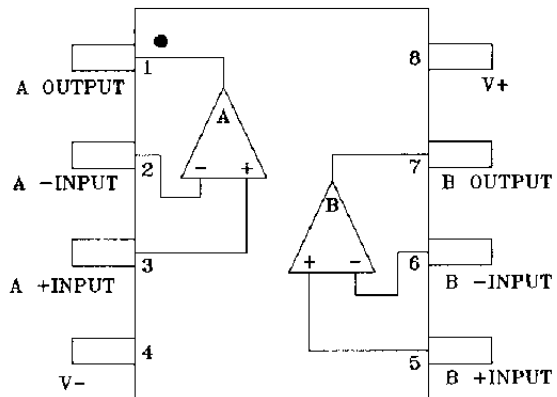 1
8
A OUTPUT
V+
A
- +
2
7
A -INPUT
B OUTPUT
B
+ -
3
6
A +INPUT
B -INPUT
4
5
V-
B +INPUT